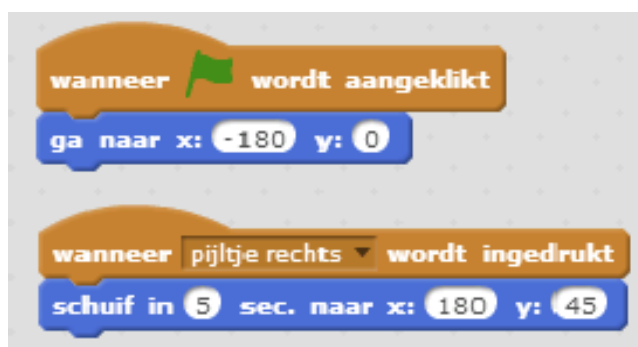 wanneer wordt aangeklikt
ga naar x: -180 y: 0
wanneer pijltje rechts wordt ingedrukt
schuif in 5 sec. naar x: 180 y: 45